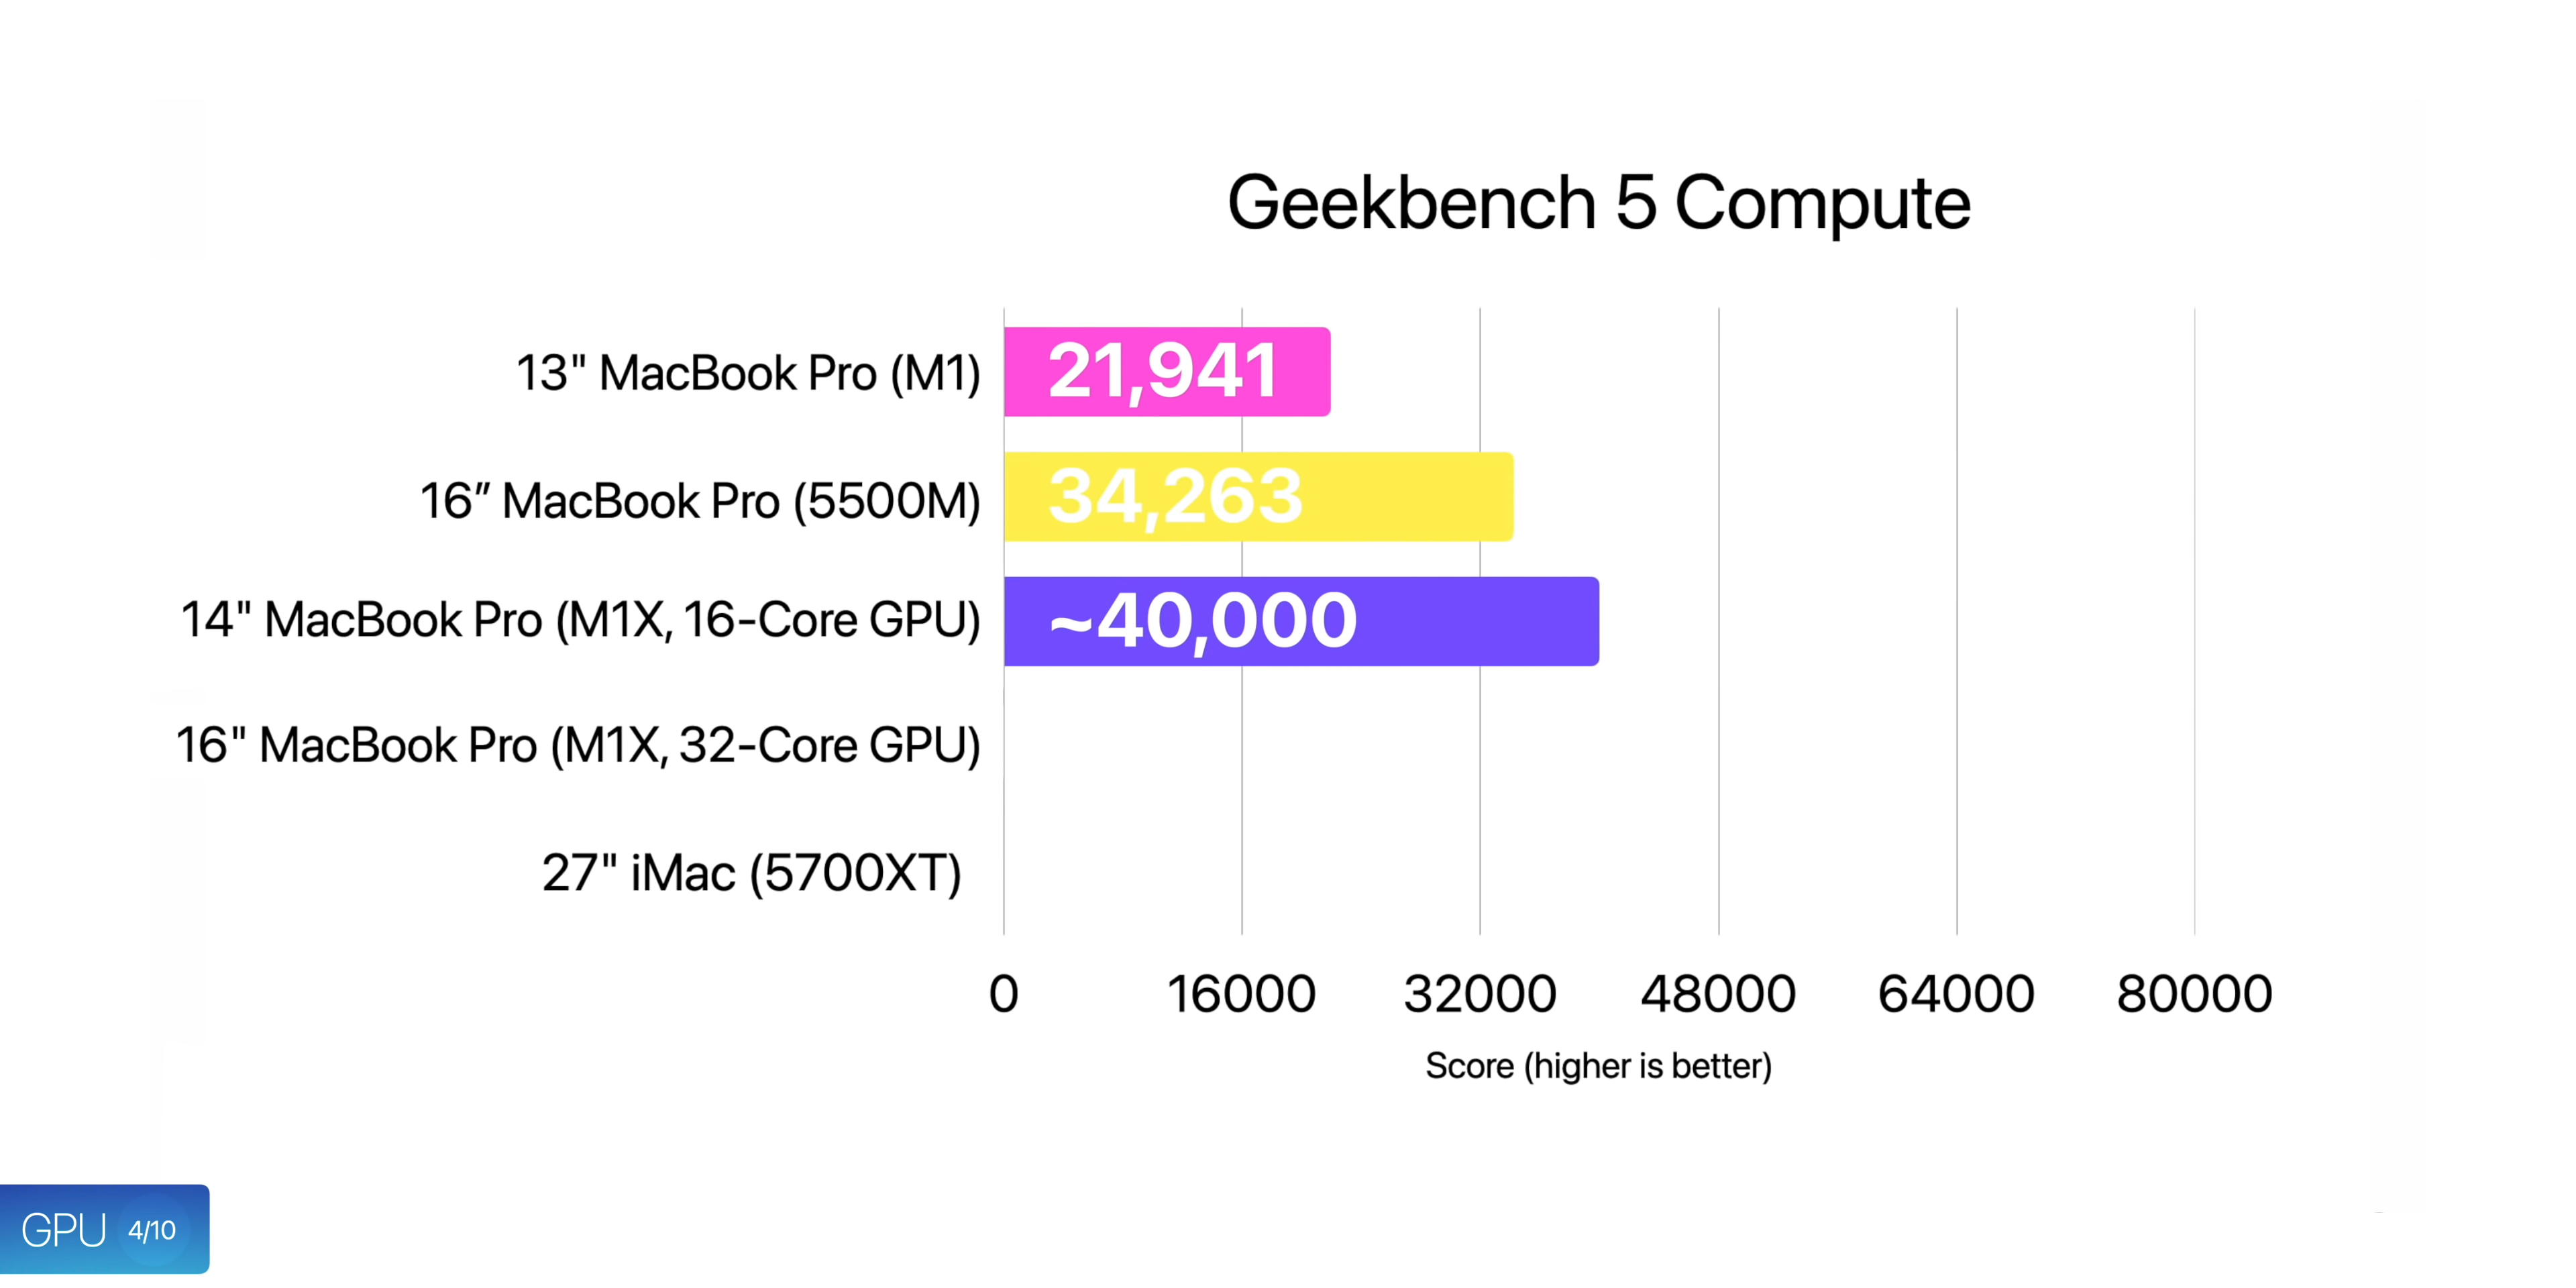 Geekbench 5 Compute
13" MacBook Pro (M1)
21,941
16″ MacBook Pro (5500M)
34,263
14" MacBook Pro (M1X, 16-Core GPU)
~40,000
16" MacBook Pro (M1X, 32-Core GPU)
27" iMac (5700XT)
0 16000 32000 48000 64000 80000
Score (higher is better)
GPU 4/10